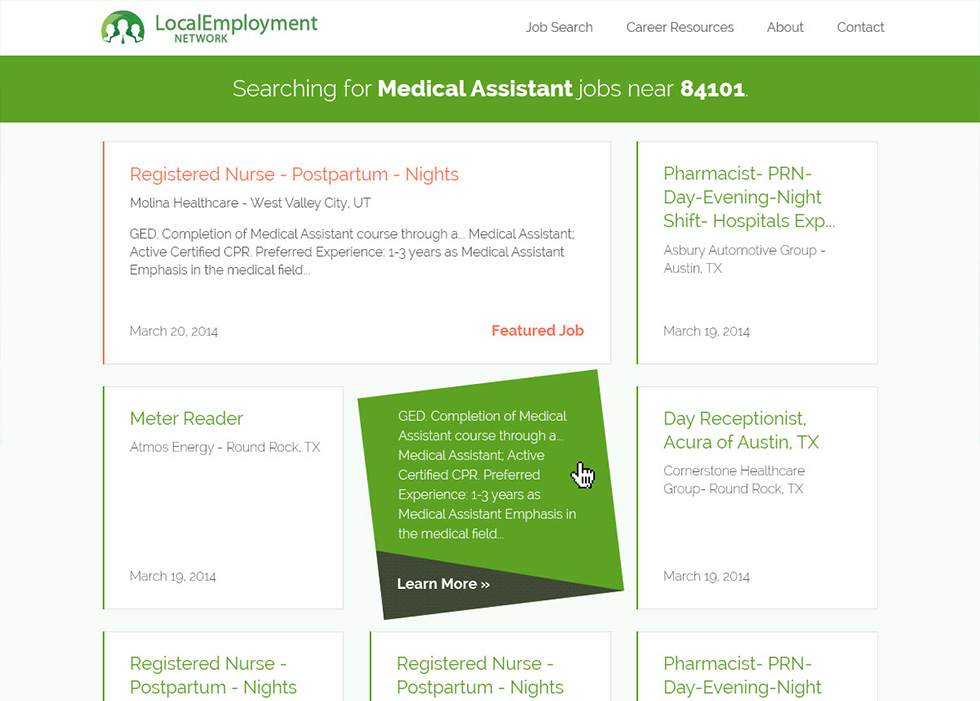 LocalEmployment
NETWORK
Job Search
Career Resources
About
Contact
Searching for Medical Assistant jobs near 84101.
Registered Nurse - Postpartum - Nights
Molina Healthcare - West Valley City, UT
GED. Completion of Medical Assistant course through a... Medical Assistant;
Active Certified CPR. Preferred Experience: 1-3 years as Medical Assistant
Emphasis in the medical field...
March 20, 2014
Featured Job
Pharmacist- PRN-
Day-Evening-Night
Shift- Hospitals Exp...
Asbury Automotive Group -
Austin, TX
March 19, 2014
Meter Reader
Atmos Energy - Round Rock, TX
March 19, 2014
GED. Completion of Medical
Assistant course through a...
Medical Assistant; Active
Certified CPR. Preferred
Experience: 1-3 years as
Medical Assistant Emphasis in
the medical field...
Learn More »
Day Receptionist,
Acura of Austin, TX
Cornerstone Healthcare
Group- Round Rock, TX
March 19, 2014
Registered Nurse -
Postpartum - Nights
Registered Nurse -
Postpartum - Nights
Pharmacist- PRN-
Day-Evening-Night